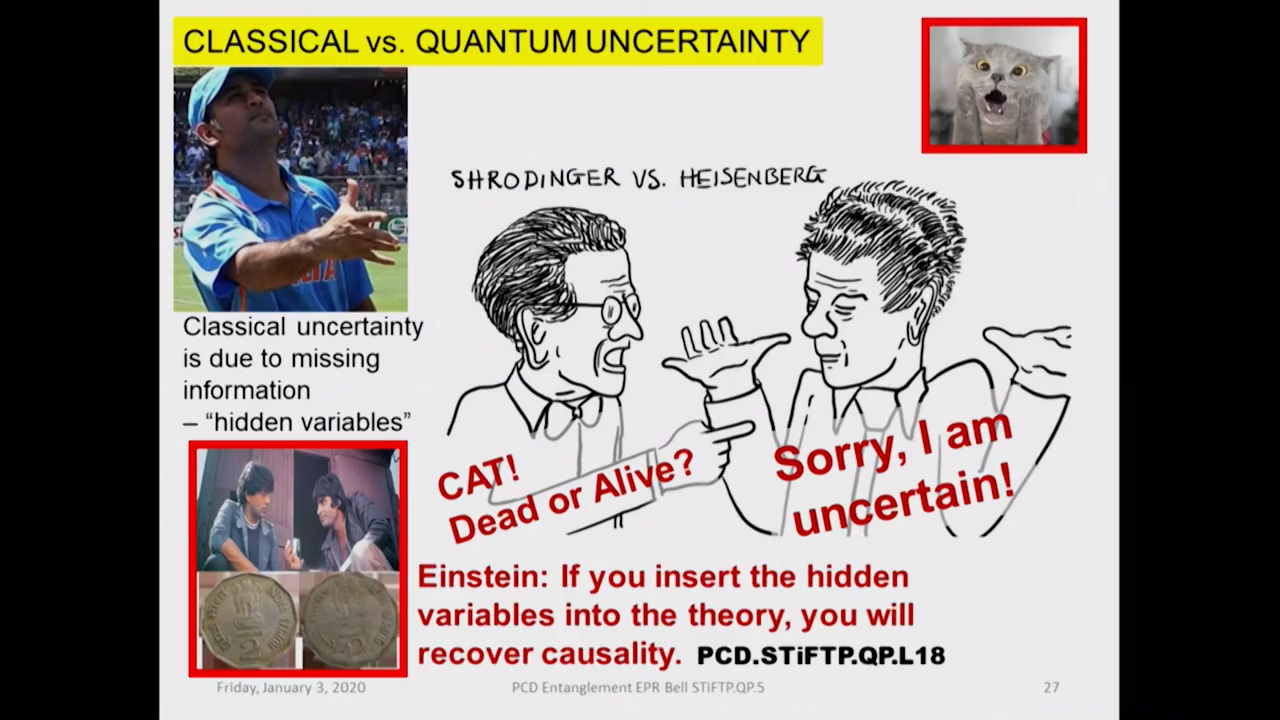 CLASSICAL vs. QUANTUM UNCERTAINTY
SHRODINGER VS. HEISENBERG
Classical uncertainty
is due to missing
information
– “hidden variables”
CAT!
Dead or Alive?
Sorry, I am
uncertain!
Einstein: If you insert the hidden
variables into the theory, you will
recover causality. PCD.STiFTP.QP.L18
Friday, January 3, 2020
PCD Entanglement EPR Bell STiFTP.QP.5
27